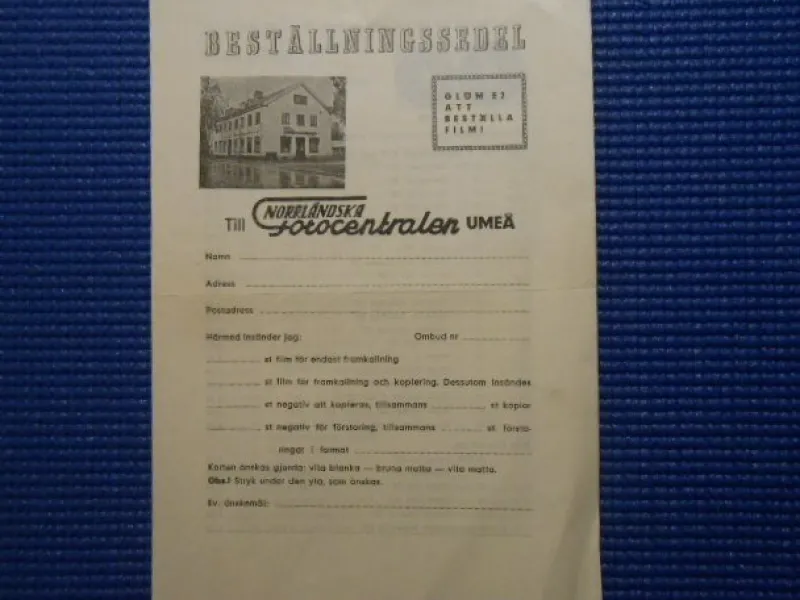 BESTÄLLNINGSSEDEL
GLÖM EJ
ATT
BESTÄLLA
FILM!
Till NORRLÄNDSKA Fotocentralen UMEÅ
Namn
Adress
Postadress
Härmed insänder jag: Ombud nr
st film för endast framkallning
st film för framkallning och kopiering. Dessutom insändes
st negativ att kopieras, tillsammans st kopior
st negativ för förstoring, tillsammans st. försto-
ringar i format
Korten önskas gjorda: vita blanka — bruna matta — vita matta.
Obs! Stryk under den yta, som önskas.
Ev. önskemål: